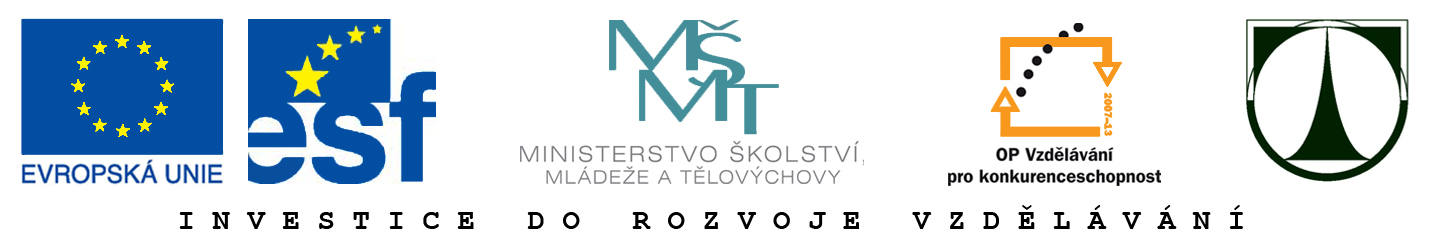 EVROPSKÁ UNIE
esf
MŠMT
MINISTERSTVO ŠKOLSTVÍ,
MLÁDEŽE A TĚLOVÝCHOVY
2007-13
OP Vzdělávání
pro konkurenceschopnost
INVESTICE DO ROZVOJE VZDĚLÁVÁNÍ